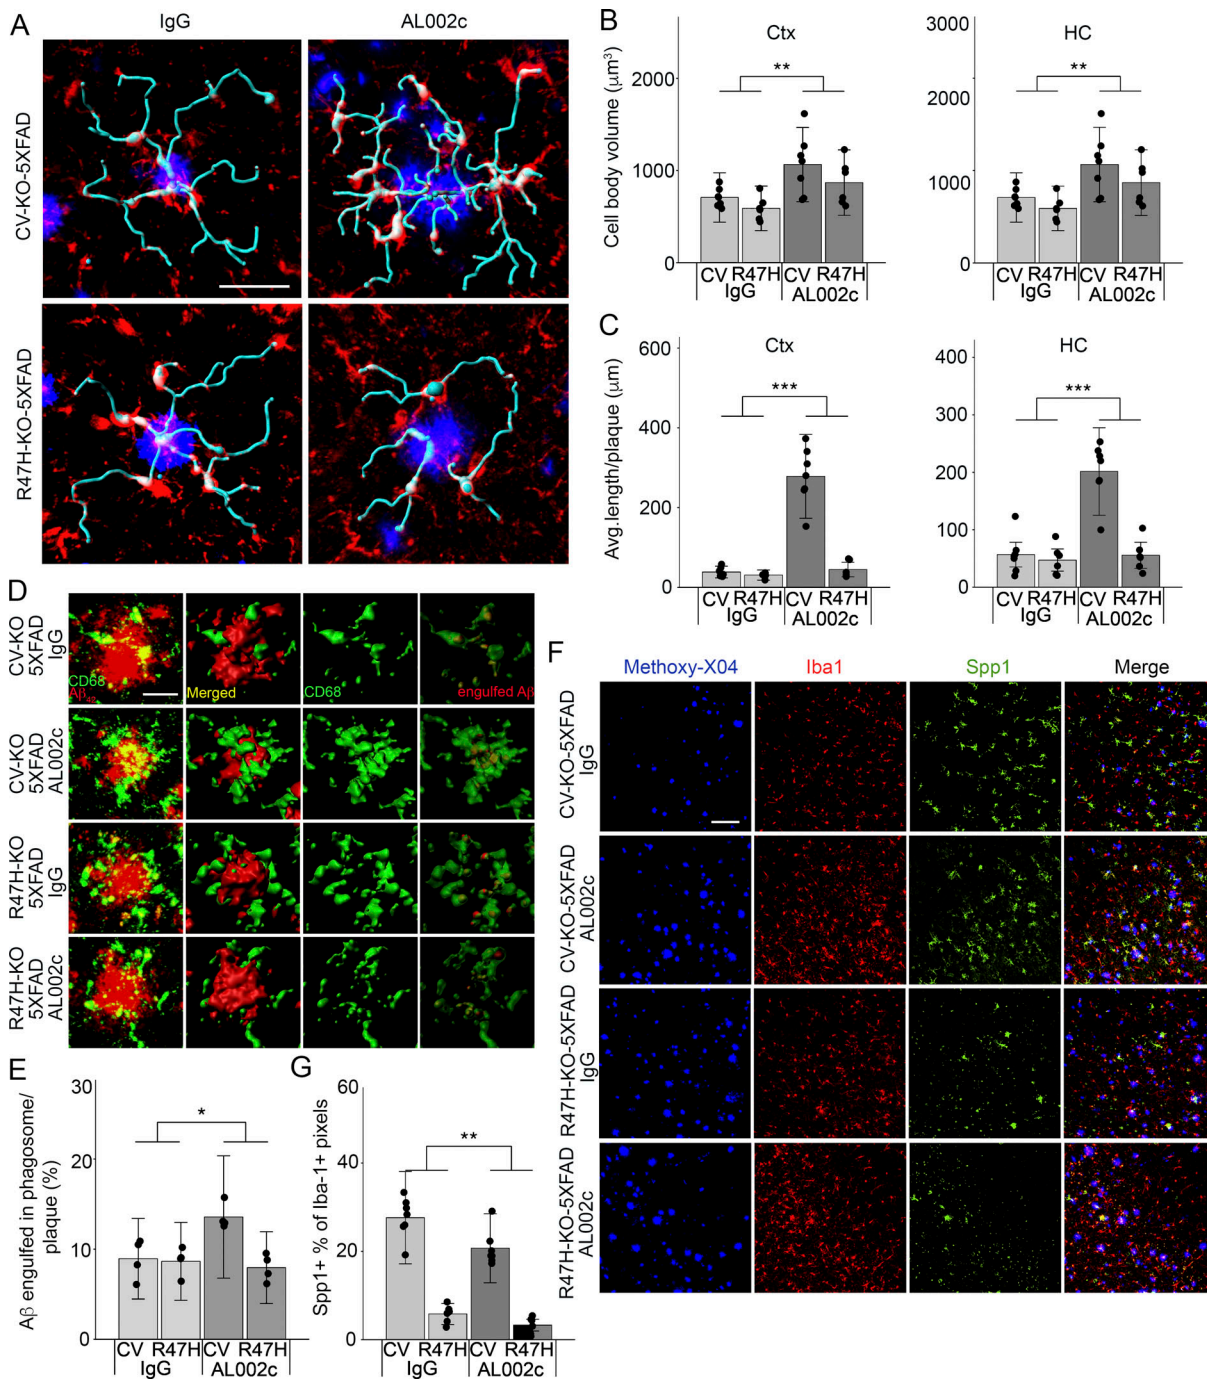 A
IgG
AL002c
CV-KO-5XFAD
R47H-KO-5XFAD
B
Ctx
HC
Cell body volume (μm³)
2000
1000
0
**
CV R47H CV R47H
IgG
AL002c
3000
2000
1000
0
**
CV R47H CV R47H
IgG
AL002c
C
Ctx
HC
Avg.length/plaque (μm)
600
400
200
0
***
CV R47H CV R47H
IgG
AL002c
400
300
200
100
0
***
CV R47H CV R47H
IgG
AL002c
D
CV-KO
5XFAD
IgG
CD68
Aβ₄₂
Merged
CD68
engulfed Aβ
CV-KO
5XFAD
AL002c
R47H-KO
5XFAD
IgG
R47H-KO
5XFAD
AL002c
E
Aβ engulfed in phagosome/
plaque (%)
30
20
10
0
*
CV R47H CV R47H
IgG
AL002c
G
Spp1+ % of Iba-1+ pixels
60
40
20
0
**
CV R47H CV R47H
IgG
AL002c
F
Methoxy-X04
Iba1
Spp1
Merge
CV-KO-5XFAD
IgG
CV-KO-5XFAD
AL002c
R47H-KO-5XFAD
IgG
R47H-KO-5XFAD
AL002c